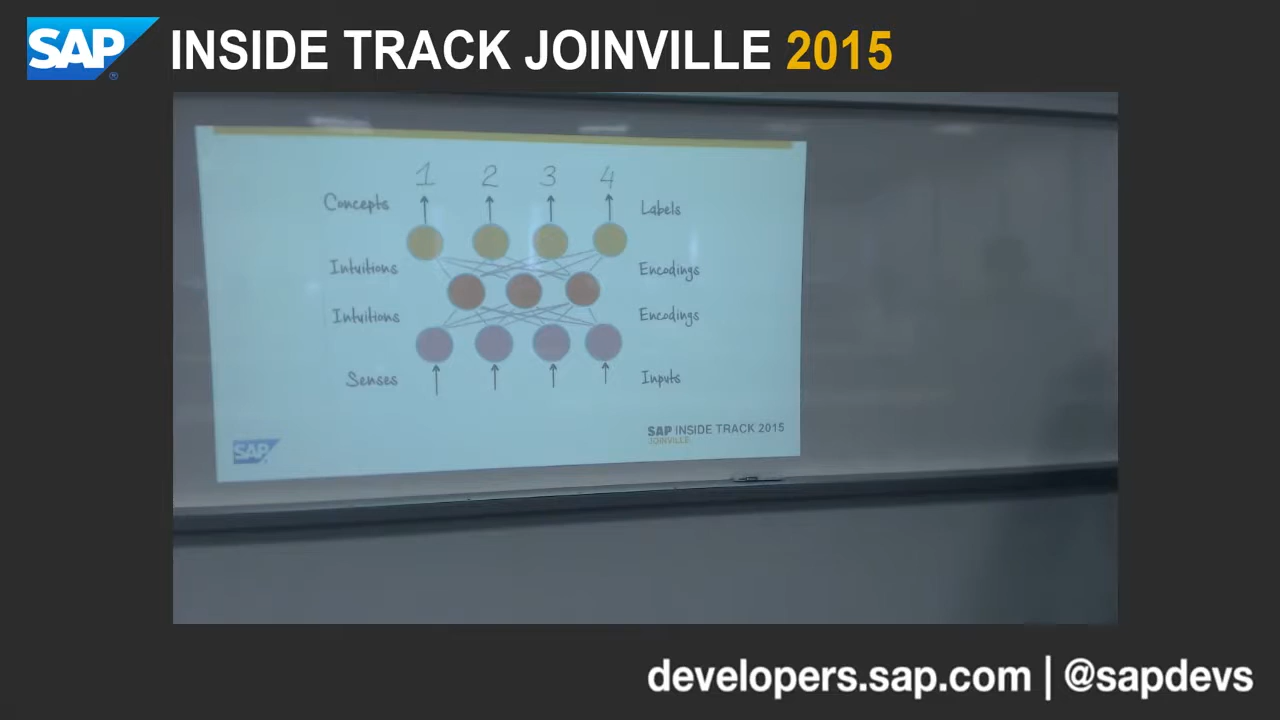 SAP INSIDE TRACK JOINVILLE 2015
1 2 3 4
Concepts Labels
Intuitions Encodings
Intuitions Encodings
Senses Inputs
SAP INSIDE TRACK 2015
JOINVILLE
SAP
developers.sap.com | @sapdevs